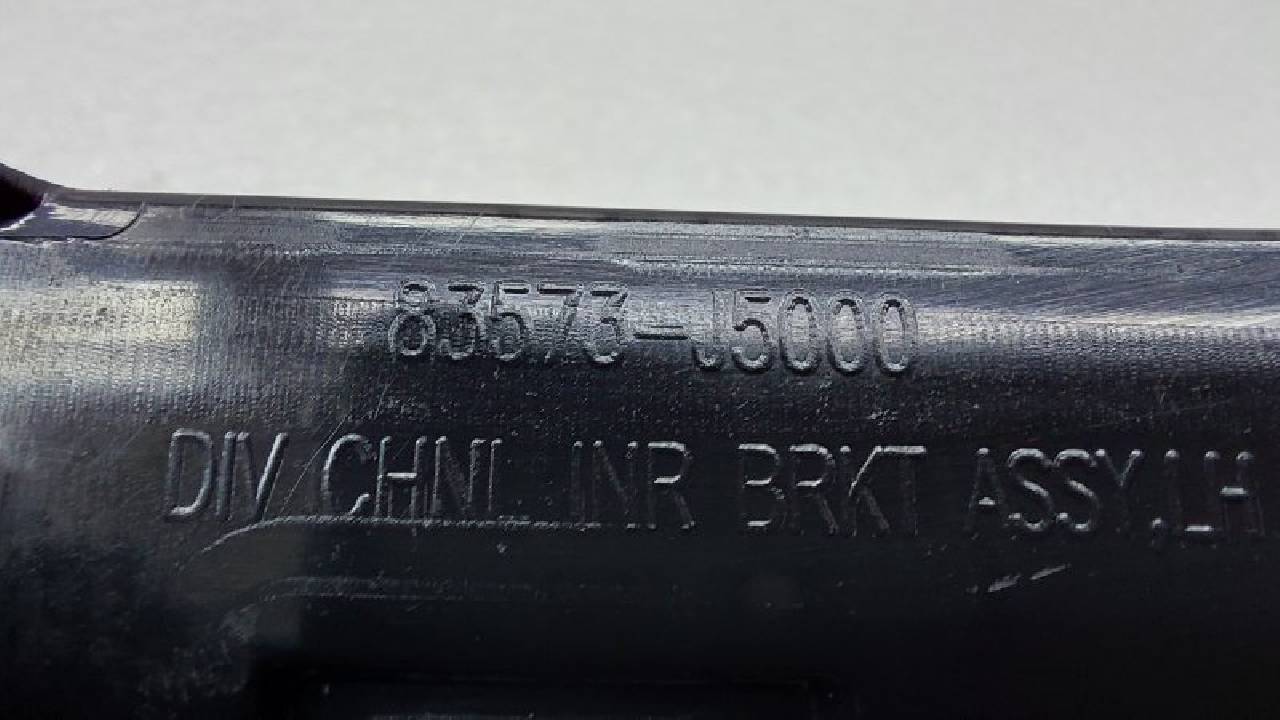 83573-J5000
DIV CHNL INR BRKT ASSY,LH